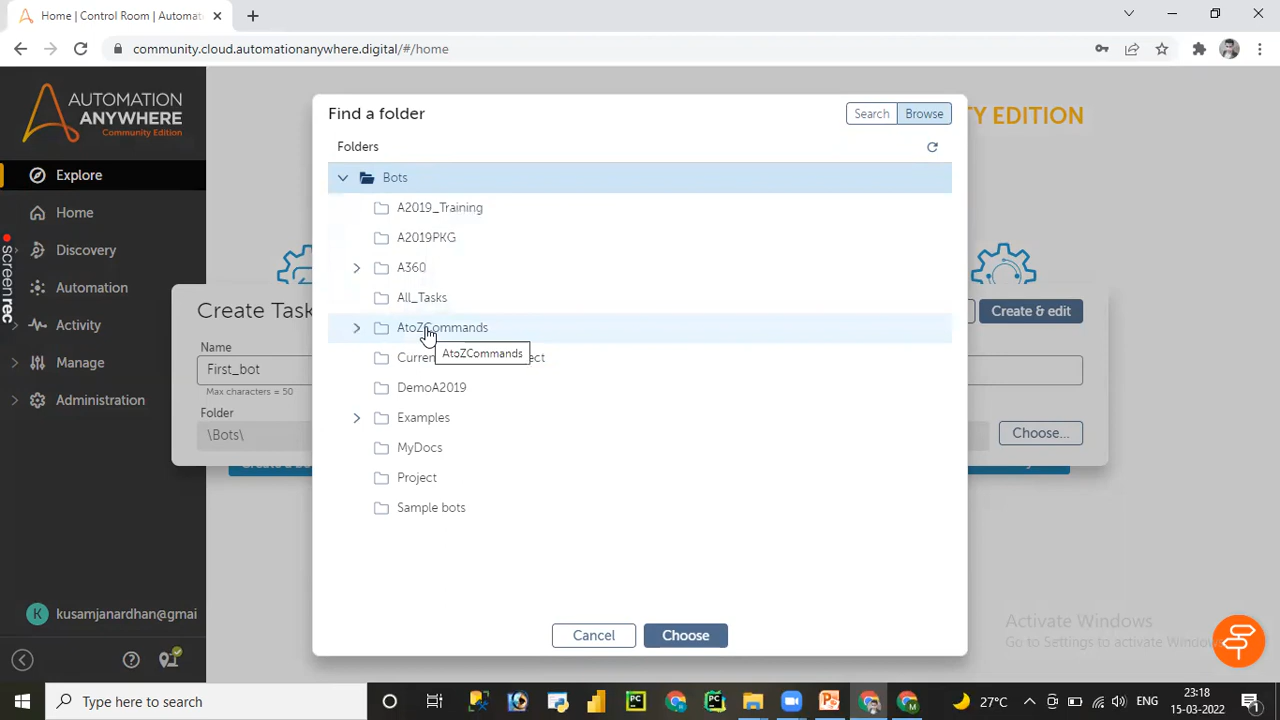 Home | Control Room | Automat
community.cloud.automationanywhere.digital/#/home
AUTOMATION
ANYWHERE
Community Edition
Y EDITION
Explore
Home
Discovery
Automation
Manage
Activity
Administration
kusamjanardhan@gmai
screenrec
Create Task
Create & edit
Name
First_bot
Max characters = 50
Folder
\Bots\
Choose...
Find a folder
Search
Browse
Folders
Bots
A2019_Training
A2019PKG
A360
All_Tasks
AtoZCommands
AtoZCommands
DemoA2019
Examples
MyDocs
Project
Sample bots
Cancel
Choose
Activate Windows
Go to Settings to activate Windows.
Type here to search
27°C
ENG
23:18
15-03-2022
1